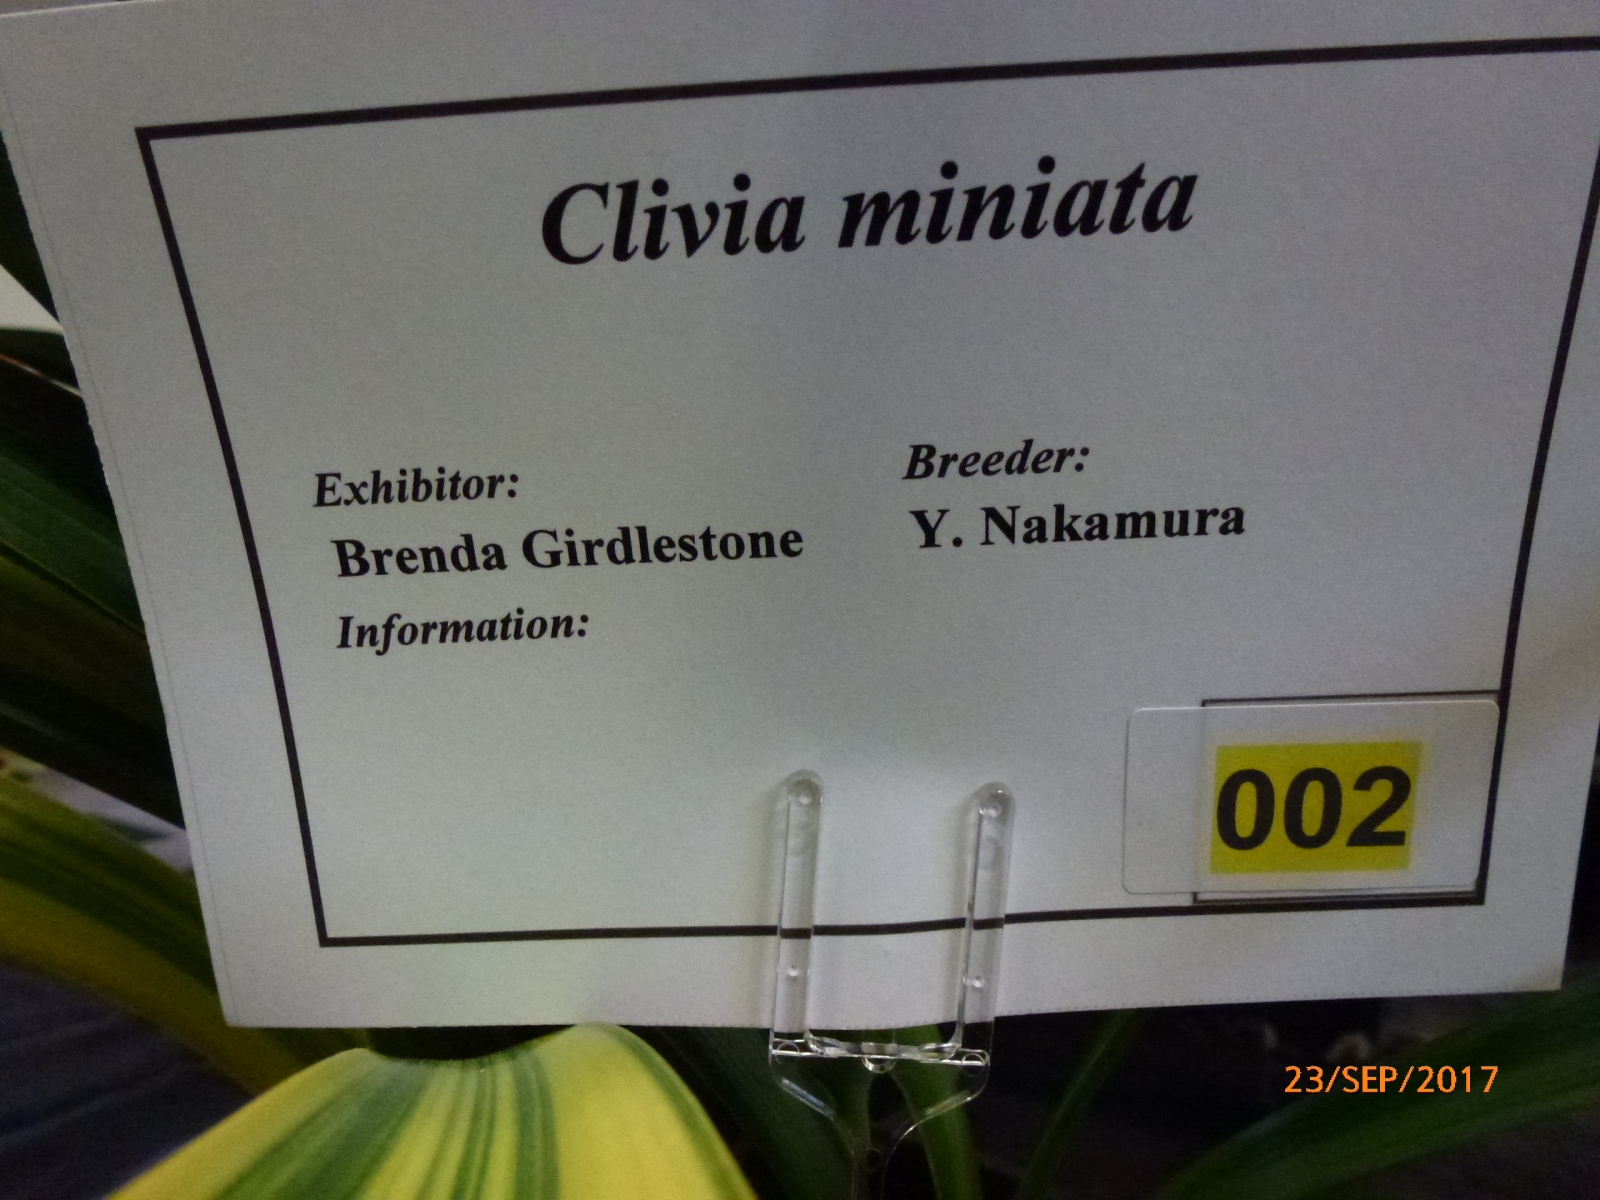 Clivia miniata
Exhibitor:
Brenda Girdlestone
Breeder:
Y. Nakamura
Information:
002
23/SEP/2017